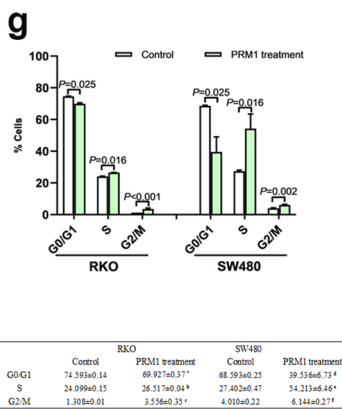 g
Control PRM1 treatment
100
80
60
40
20
0
% Cells
P=0.025
P=0.016
P<0.001
P=0.025
P=0.016
P=0.002
G0/G1 S G2/M G0/G1 S G2/M
RKO SW480
RKO SW480
Control PRM1 treatment Control PRM1 treatment
G0/G1 74.593±0.14 69.927±0.37 a 68.593±0.25 39.536±6.73 d
S 24.099±0.15 26.517±0.04 b 27.402±0.47 54.213±6.46 e
G2/M 1.308±0.01 3.556±0.35 c 4.010±0.22 6.144±0.27 f